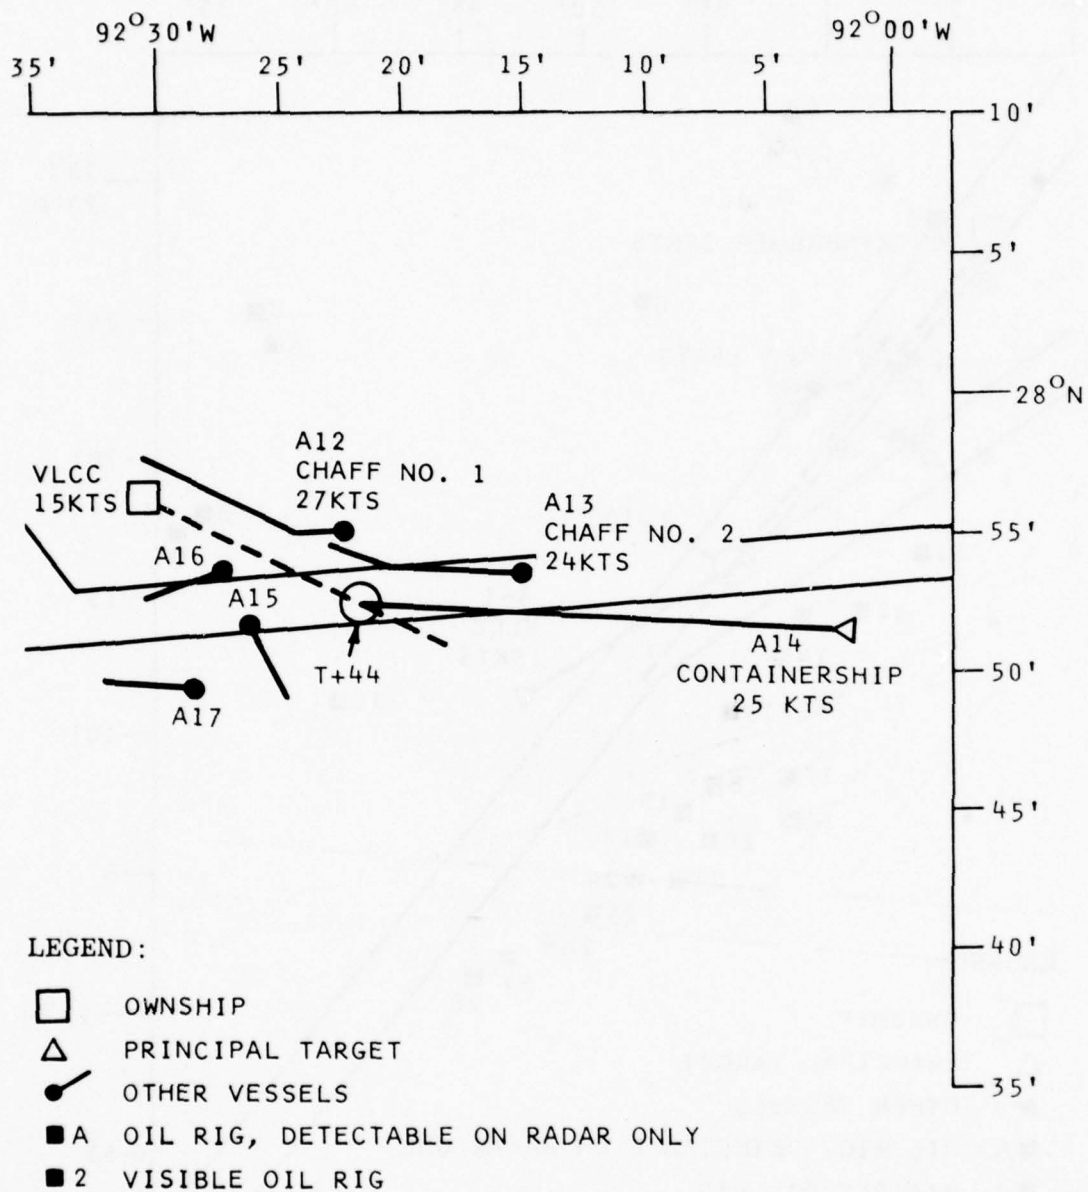 92°30'W
92°00'W
35'
25'
20'
15'
10'
5'
10'
5'
28°N
A12
CHAFF NO. 1
27KTS
VLCC
15KTS
A13
CHAFF NO. 2
24KTS
55'
A16
A15
T+44
A14
CONTAINERSHIP
25 KTS
50'
A17
45'
40'
LEGEND:
OWNSHIP
PRINCIPAL TARGET
OTHER VESSELS
35'
A OIL RIG, DETECTABLE ON RADAR ONLY
2 VISIBLE OIL RIG